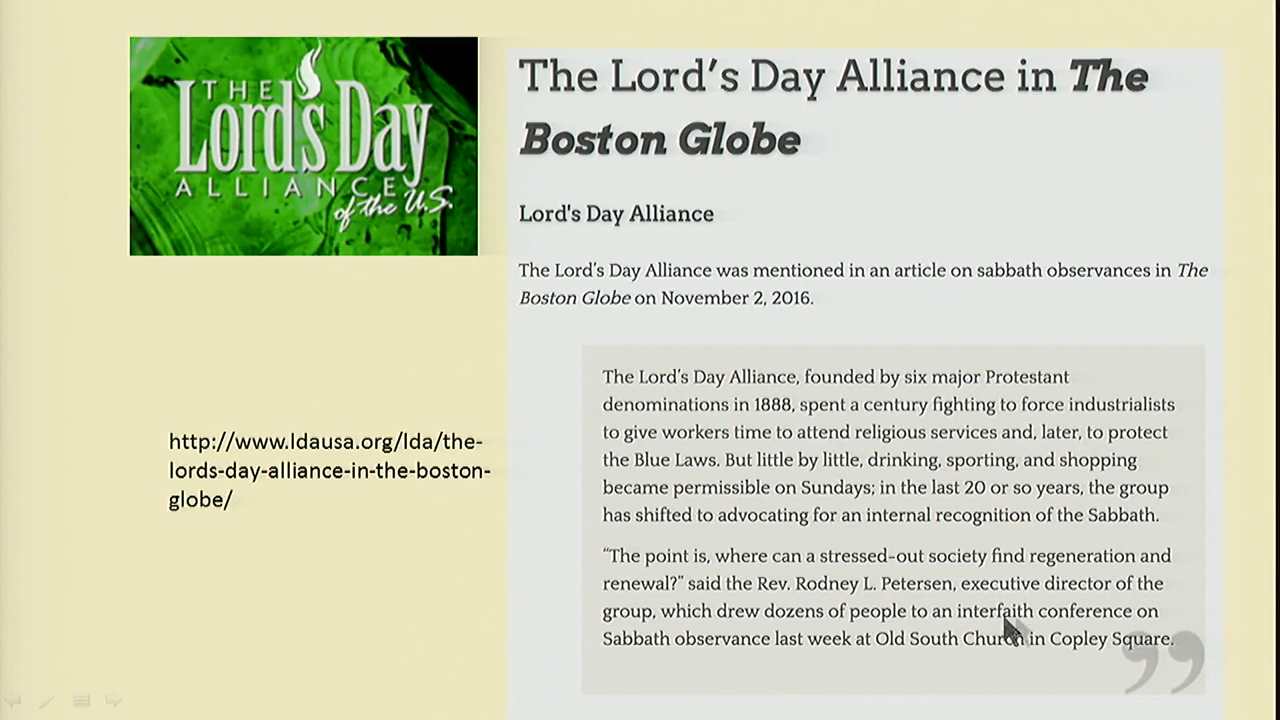 THE
Lord's Day
ALLIANCE
of the U.S.
The Lord’s Day Alliance in The
Boston Globe
Lord's Day Alliance
The Lord’s Day Alliance was mentioned in an article on sabbath observances in The
Boston Globe on November 2, 2016.
The Lord’s Day Alliance, founded by six major Protestant
denominations in 1888, spent a century fighting to force industrialists
to give workers time to attend religious services and, later, to protect
the Blue Laws. But little by little, drinking, sporting, and shopping
became permissible on Sundays; in the last 20 or so years, the group
has shifted to advocating for an internal recognition of the Sabbath.
“The point is, where can a stressed-out society find regeneration and
renewal?” said the Rev. Rodney L. Petersen, executive director of the
group, which drew dozens of people to an interfaith conference on
Sabbath observance last week at Old South Church in Copley Square.
”
http://www.ldausa.org/lda/the-
lords-day-alliance-in-the-boston-
globe/